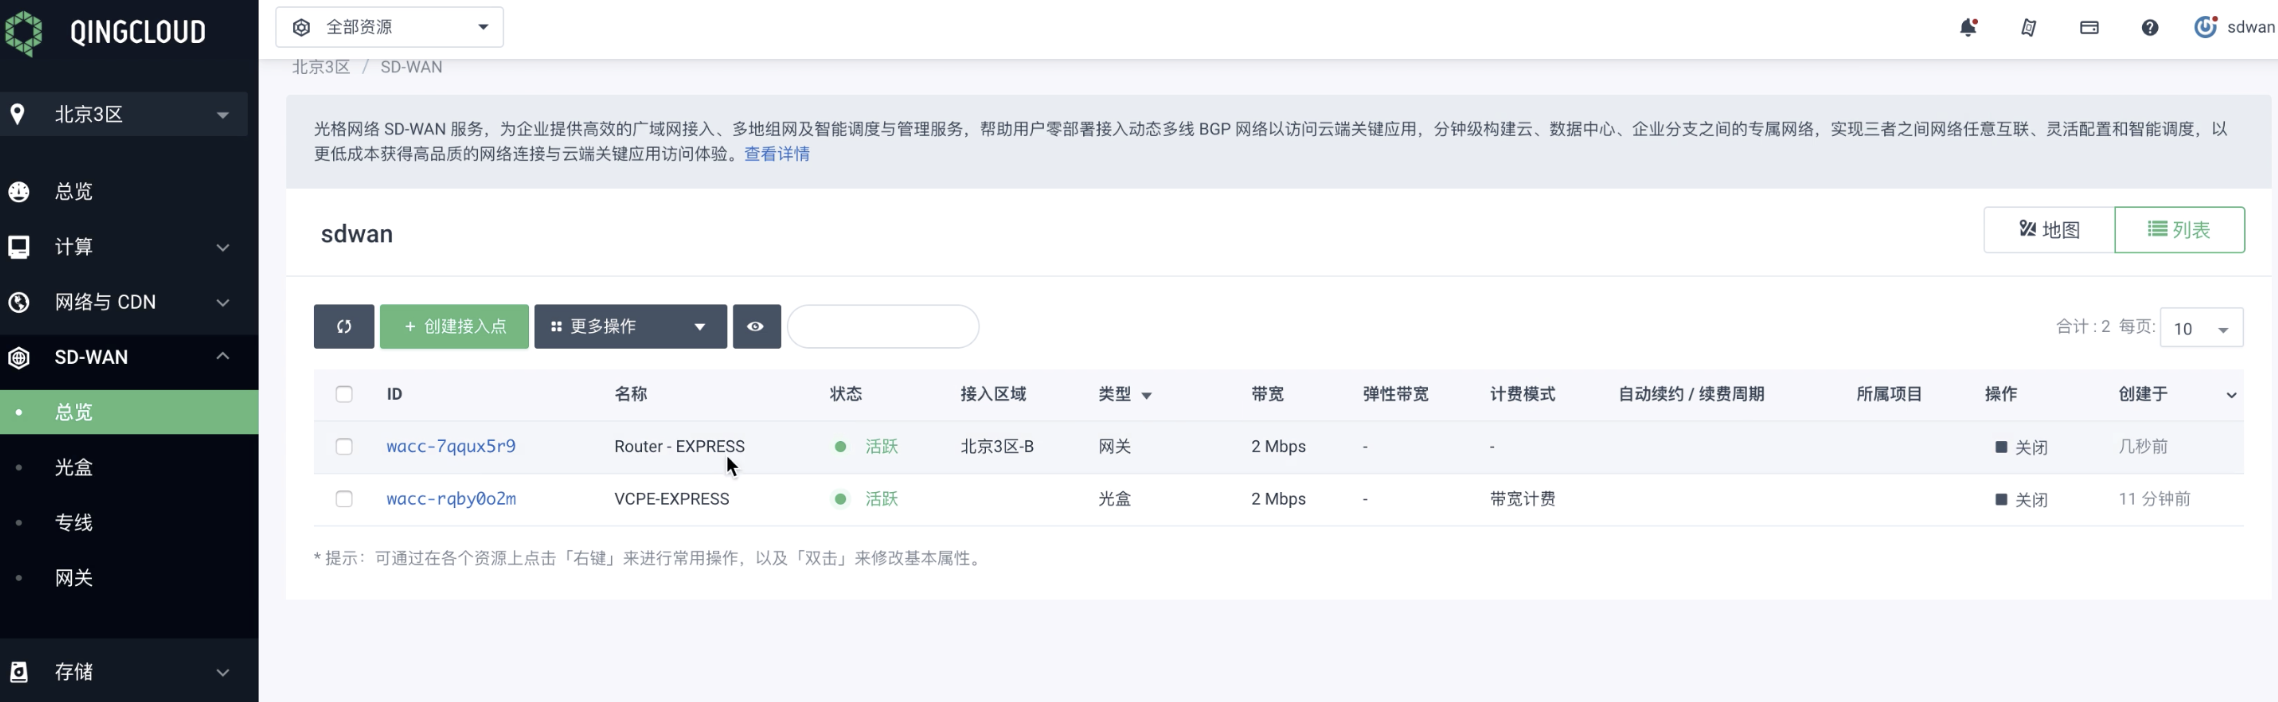 QINGCLOUD
全部资源
sdwan
北京3区 / SD-WAN
北京3区
总览
计算
网络与 CDN
SD-WAN
总览
光盒
专线
网关
存储
光格网络 SD-WAN 服务，为企业提供高效的广域网接入、多地组网及智能调度与管理服务，帮助用户零部署接入动态多线 BGP 网络以访问云端关键应用，分钟级构建云、数据中心、企业分支之间的专属网络，实现三者之间网络任意互联、灵活配置和智能调度，以
更低成本获得高品质的网络连接与云端关键应用访问体验。查看详情
sdwan
地图
列表
+ 创建接入点
更多操作
合计 : 2 每页: 10
ID 名称 状态 接入区域 类型 带宽 弹性带宽 计费模式 自动续约 / 续费周期 所属项目 操作 创建于
wacc-7qqux5r9 Router - EXPRESS 活跃 北京3区-B 网关 2 Mbps - - 关闭 几秒前
wacc-rqby0o2m VCPE-EXPRESS 活跃 光盒 2 Mbps - 带宽计费 关闭 11 分钟前
* 提示：可通过在各个资源上点击「右键」来进行常用操作，以及「双击」来修改基本属性。